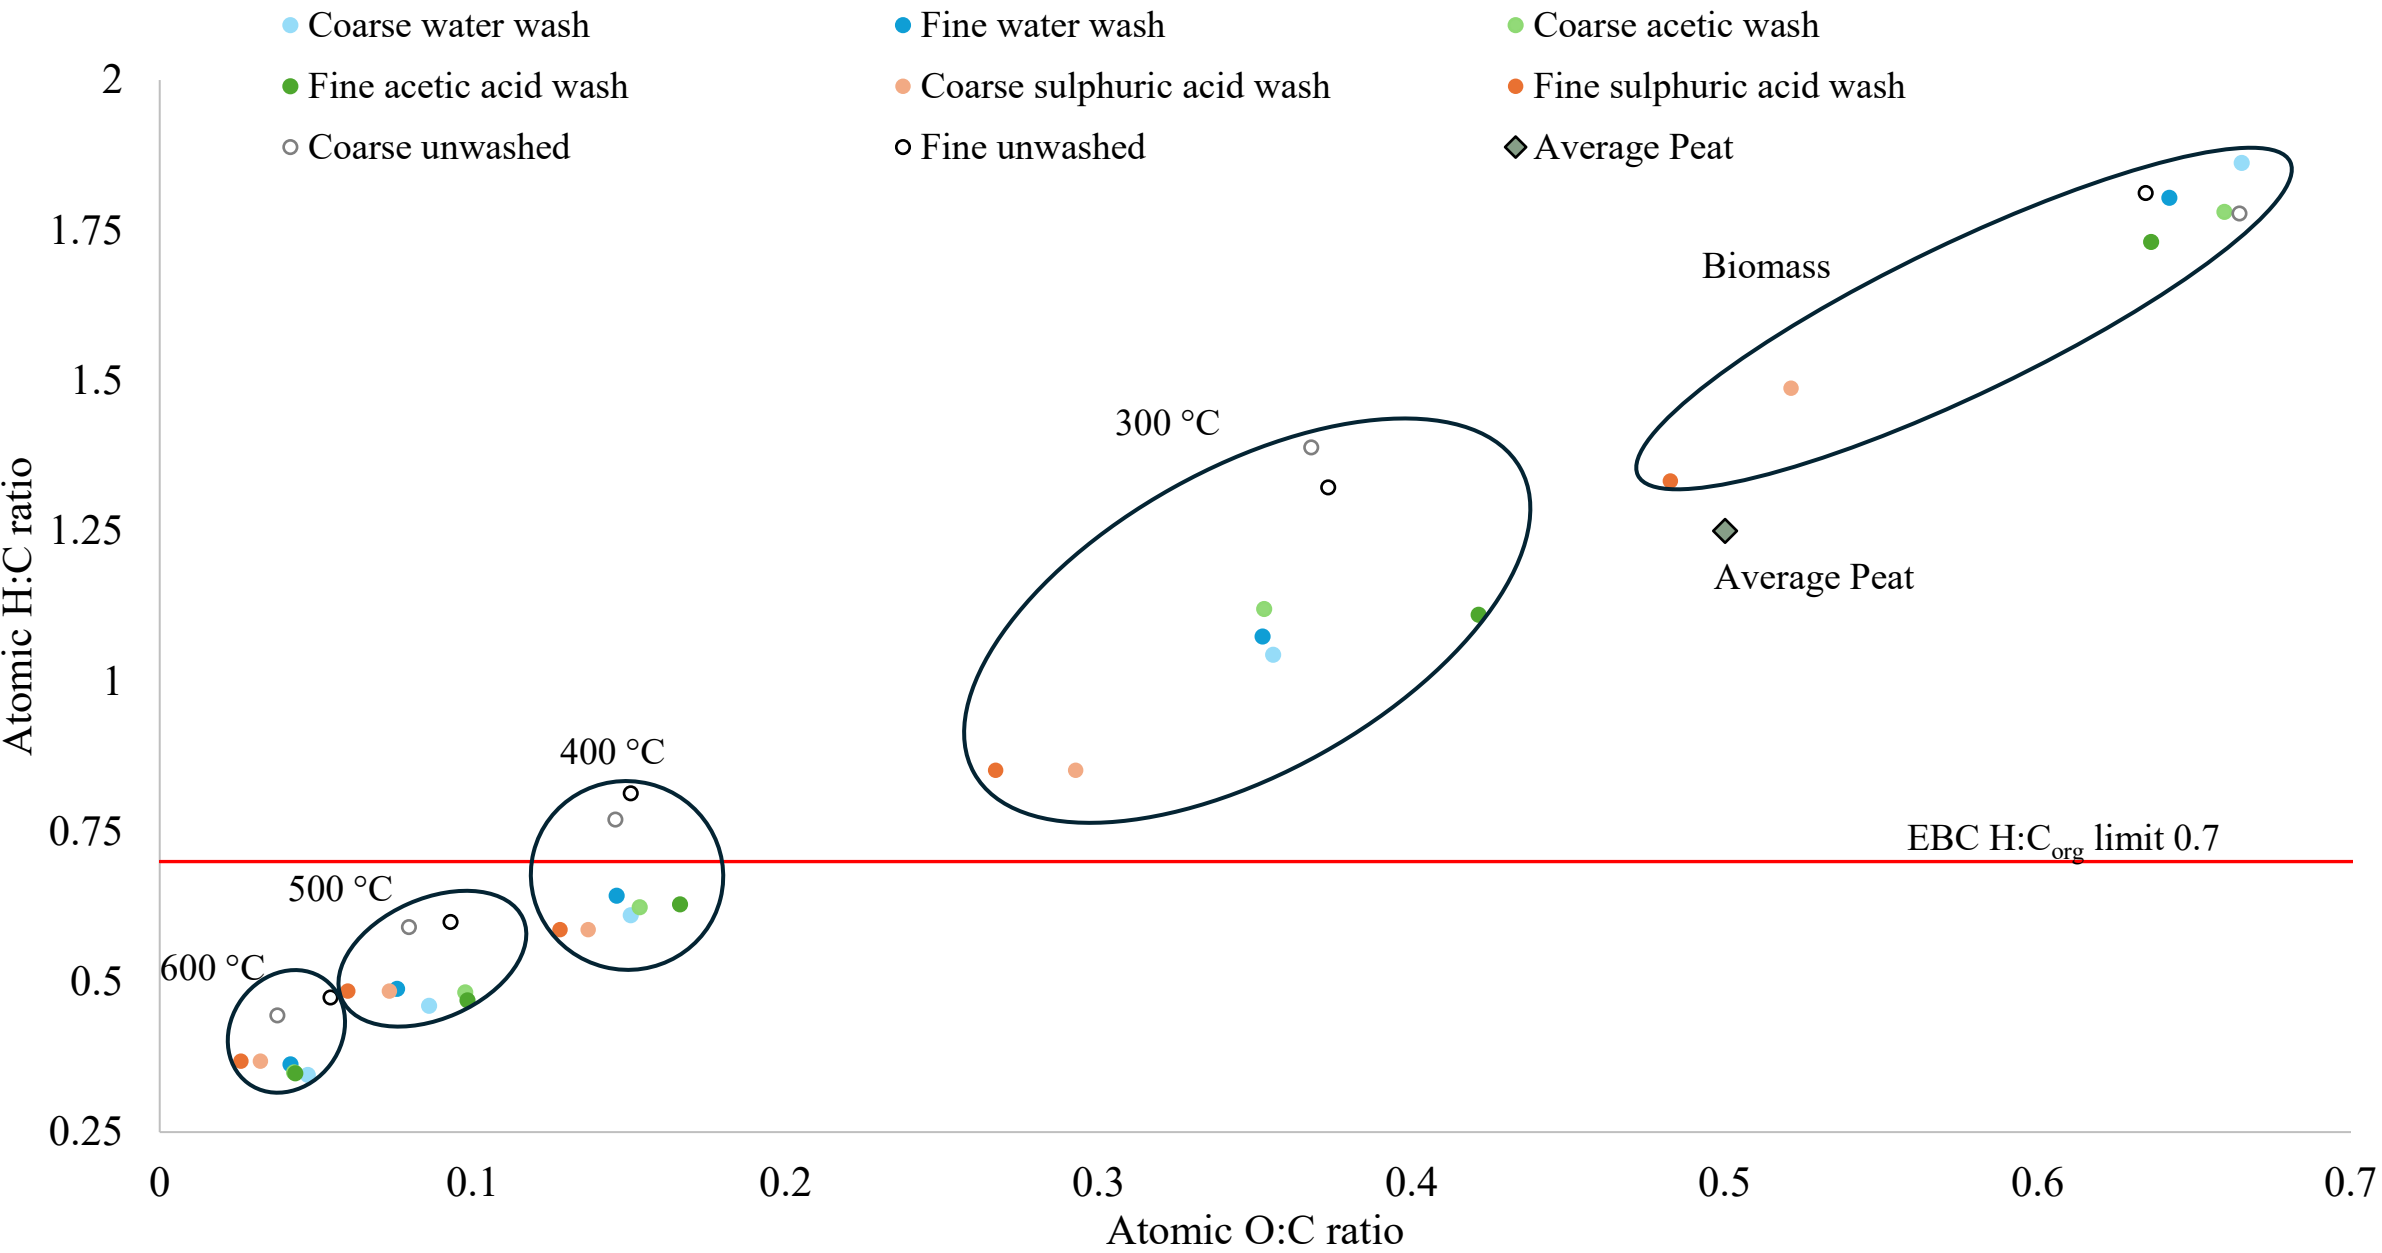 Coarse water wash
Fine water wash
Coarse acetic wash
Fine acetic acid wash
Coarse sulphuric acid wash
Fine sulphuric acid wash
Coarse unwashed
Fine unwashed
Average Peat
2
1.75
1.5
1.25
1
0.75
0.5
0.25
Atomic H:C ratio
Biomass
300 °C
Average Peat
400 °C
EBC H:Corg limit 0.7
500 °C
600 °C
0
0.1
0.2
0.3
0.4
0.5
0.6
0.7
Atomic O:C ratio